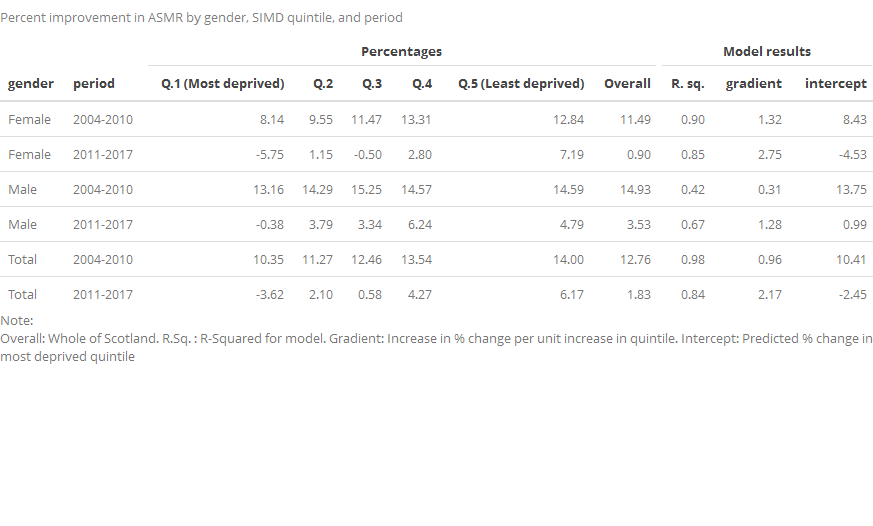 Percent improvement in ASMR by gender, SIMD quintile, and period
Percentages Model results
gender period Q.1 (Most deprived) Q.2 Q.3 Q.4 Q.5 (Least deprived) Overall R. sq. gradient intercept
Female 2004-2010 8.14 9.55 11.47 13.31 12.84 11.49 0.90 1.32 8.43
Female 2011-2017 -5.75 1.15 -0.50 2.80 7.19 0.90 0.85 2.75 -4.53
Male 2004-2010 13.16 14.29 15.25 14.57 14.59 14.93 0.42 0.31 13.75
Male 2011-2017 -0.38 3.79 3.34 6.24 4.79 3.53 0.67 1.28 0.99
Total 2004-2010 10.35 11.27 12.46 13.54 14.00 12.76 0.98 0.96 10.41
Total 2011-2017 -3.62 2.10 0.58 4.27 6.17 1.83 0.84 2.17 -2.45
Note:
Overall: Whole of Scotland. R.Sq. : R-Squared for model. Gradient: Increase in % change per unit increase in quintile. Intercept: Predicted % change in
most deprived quintile